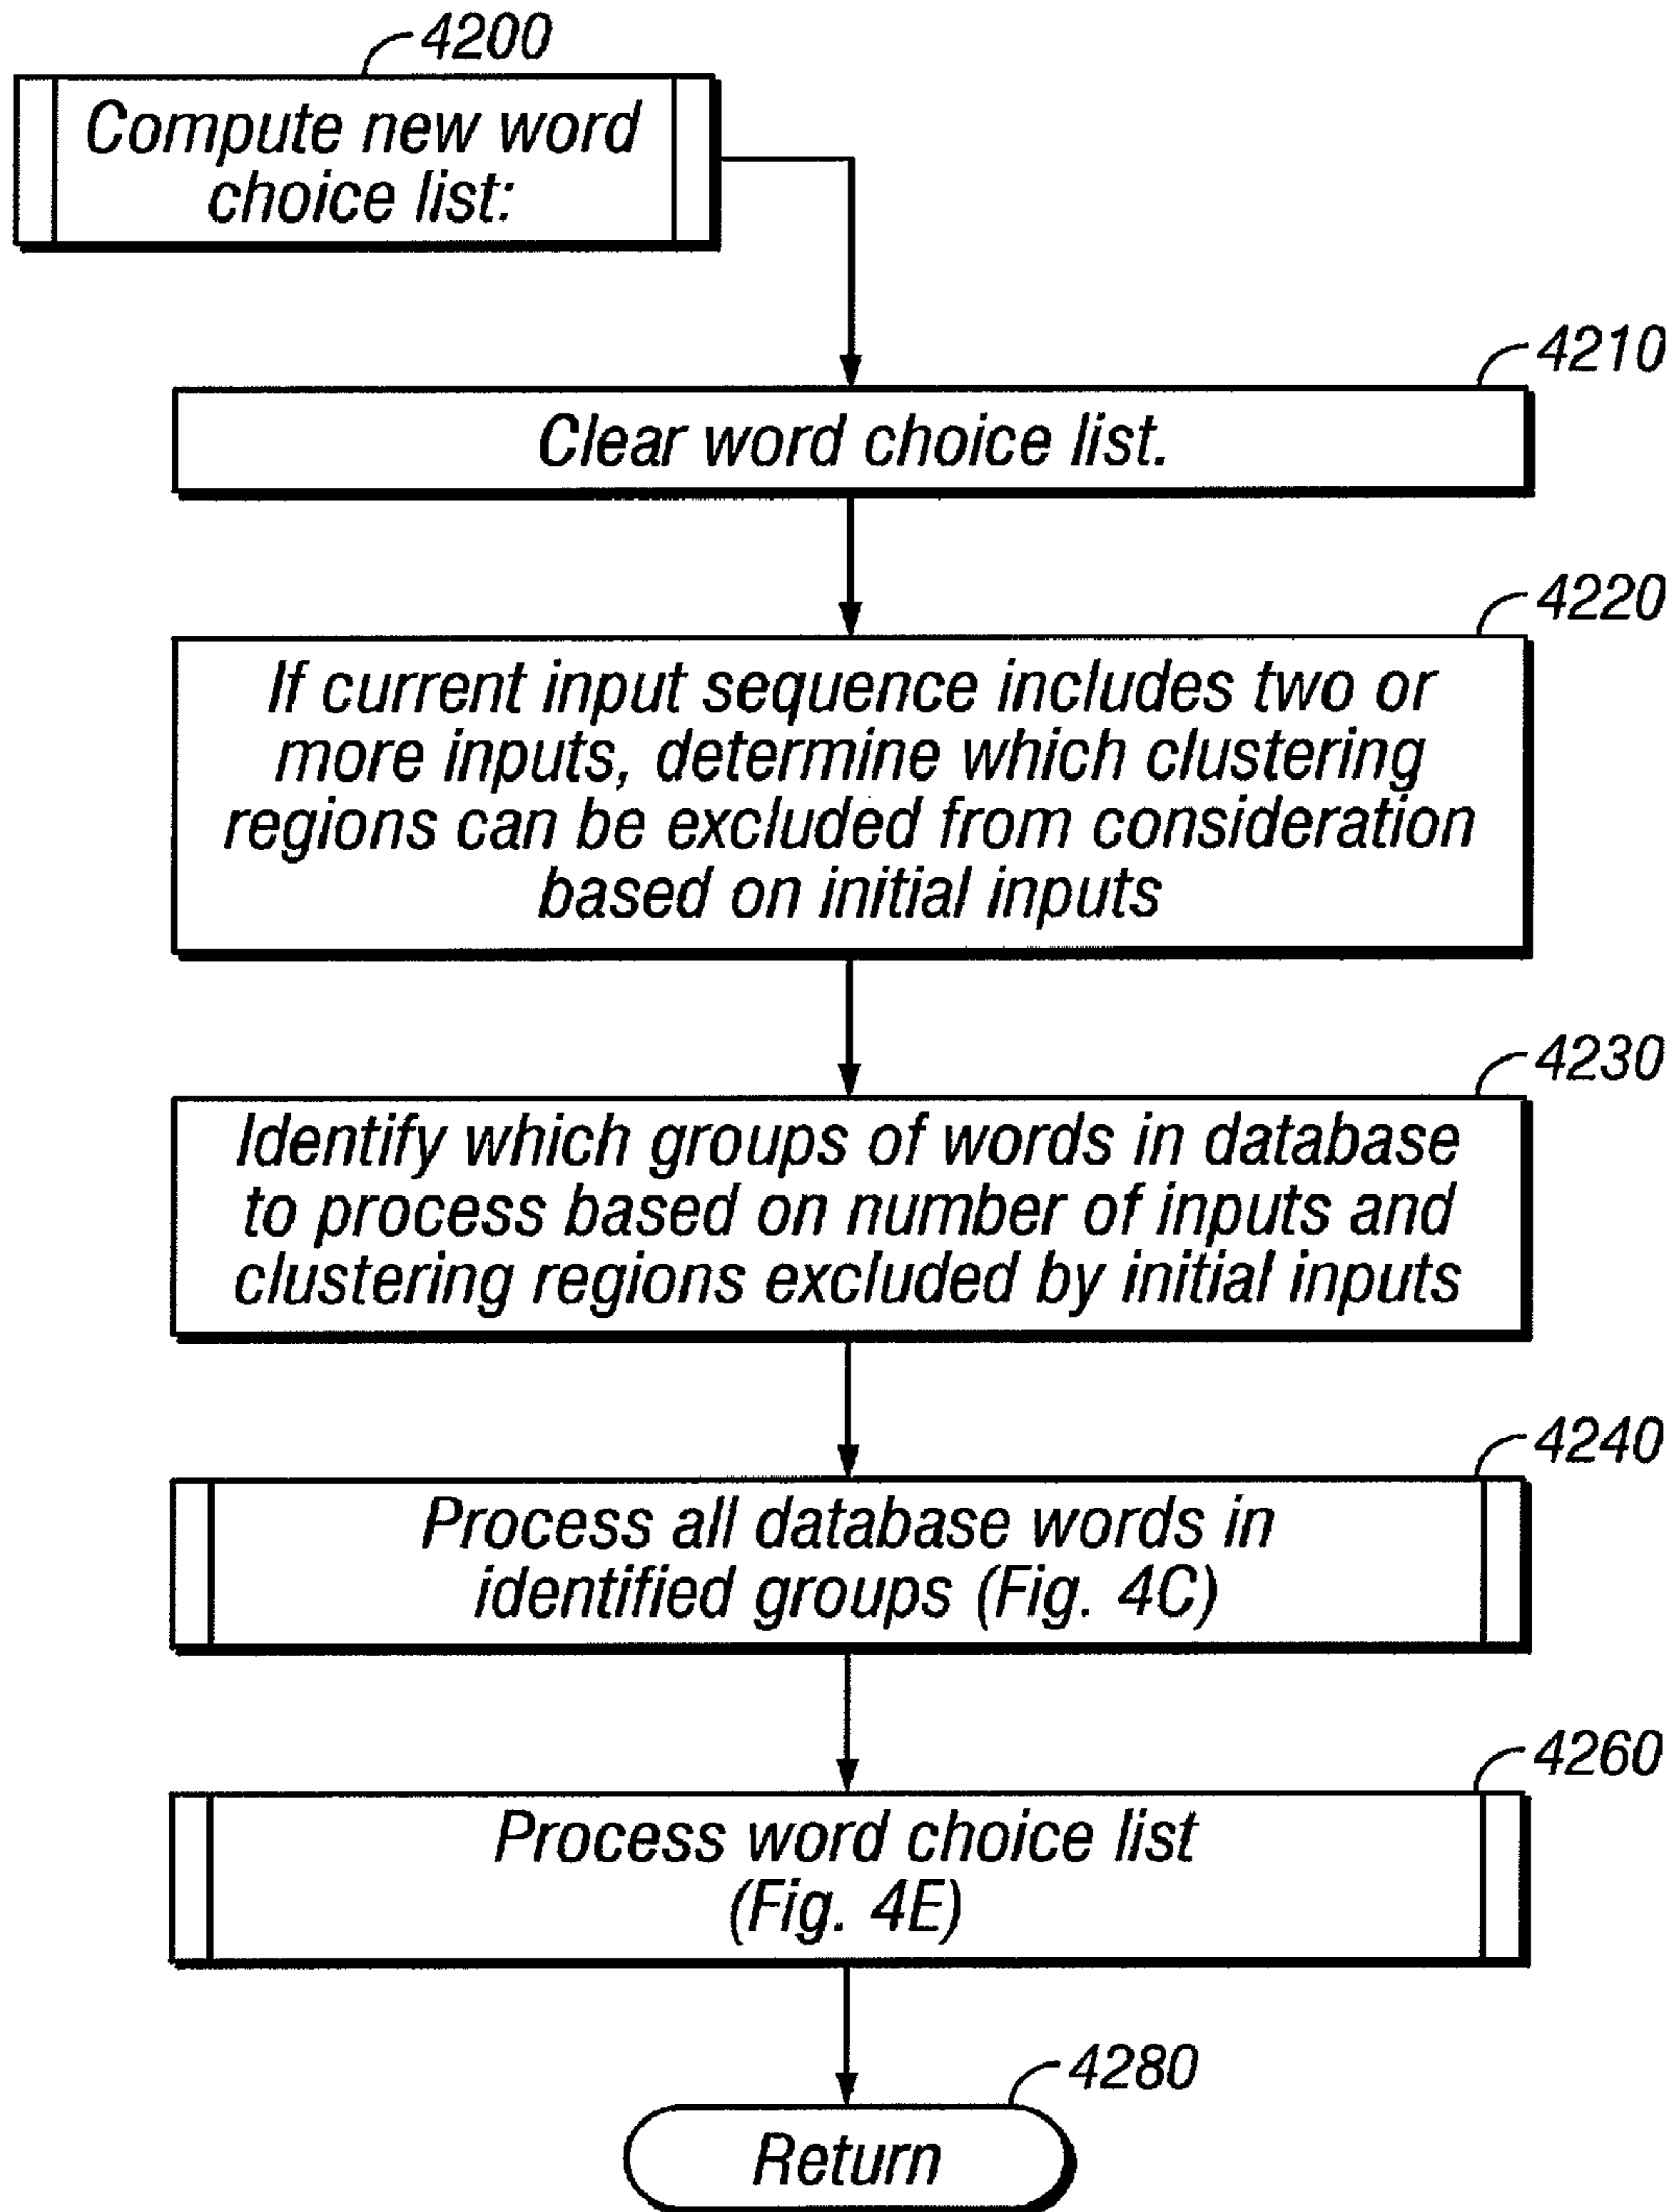 4200
Compute new word
choice list:
4210
Clear word choice list.
4220
If current input sequence includes two or
more inputs, determine which clustering
regions can be excluded from consideration
based on initial inputs
4230
Identify which groups of words in database
to process based on number of inputs and
clustering regions excluded by initial inputs
4240
Process all database words in
identified groups (Fig. 4C)
4260
Process word choice list
(Fig. 4E)
4280
Return